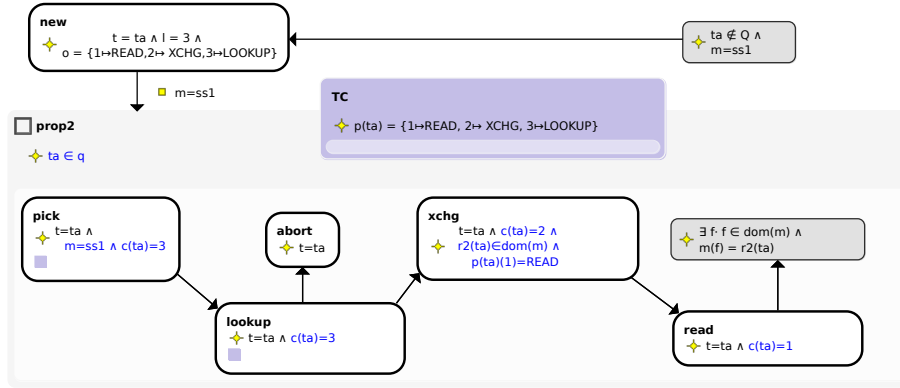 new
t = ta ∧ l = 3 ∧
o = {1↦READ,2↦ XCHG,3↦LOOKUP}
ta ∉ Q ∧
m=ss1
m=ss1
TC
p(ta) = {1↦READ, 2↦ XCHG, 3↦LOOKUP}
prop2
ta ∈ q
pick
t=ta ∧
m=ss1 ∧ c(ta)=3
abort
t=ta
xchg
t=ta ∧ c(ta)=2 ∧
r2(ta)∈dom(m) ∧
p(ta)(1)=READ
∃ f· f ∈ dom(m) ∧
m(f) = r2(ta)
lookup
t=ta ∧ c(ta)=3
read
t=ta ∧ c(ta)=1